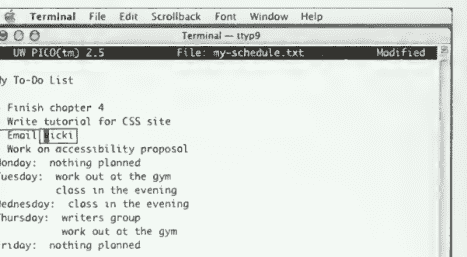 Terminal File Edit Scrollback Font Window Help
Terminal — ttyp9
UW PICO(tm) 2.5 File: my-schedule.txt Modified
My To-Do List
Finish chapter 4
Write tutorial for CSS site
Email Vicki
Work on accessibility proposal
Monday: nothing planned
Tuesday: work out at the gym
class in the evening
Wednesday: class in the evening
Thursday: writers group
work out at the gym
Friday: nothing planned